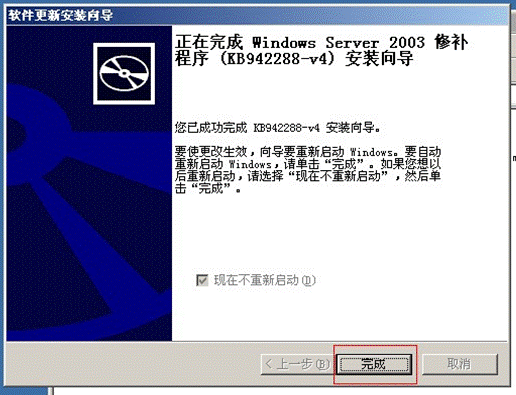 软件更新安装向导
正在完成 Windows Server 2003 修补
程序 (KB942288-v4) 安装向导
您已成功完成 KB942288-v4 安装向导。
要使更改生效，向导要重新启动 Windows。要自动
重新启动 Windows，请单击“完成”。如果您想以
后重新启动，请选择“现在不重新启动”，然后单
击“完成”。
现在不重新启动(D)
< 上一步(B)
完成
取消